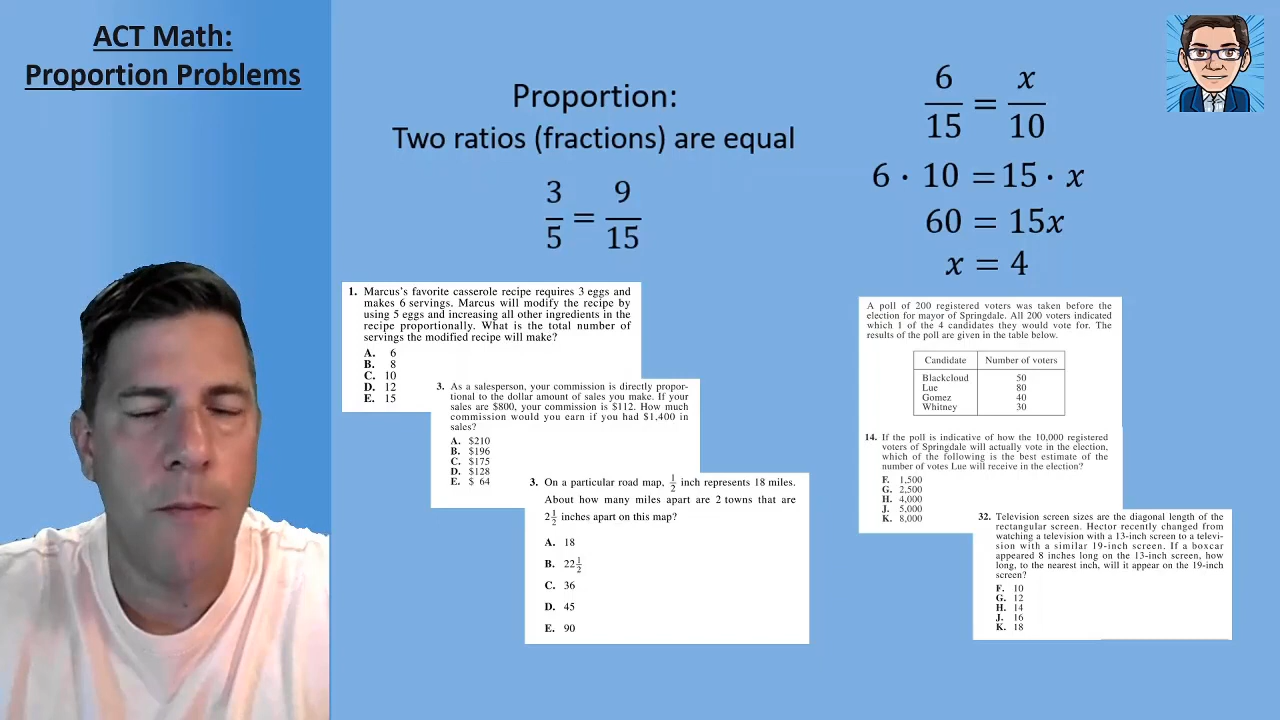 ACT Math:
Proportion Problems
Proportion:
Two ratios (fractions) are equal
3/5 = 9/15
6/15 = x/10
6 · 10 = 15 · x
60 = 15x
x = 4
1. Marcus's favorite casserole recipe requires 3 eggs and
makes 6 servings. Marcus will modify the recipe by
using 5 eggs and increasing all other ingredients in the
recipe proportionally. What is the total number of
servings the modified recipe will make?
A. 6
B. 8
C. 10
D. 12
E. 15
3. As a salesperson, your commission is directly propor-
tional to the dollar amount of sales you make. If your
sales are $800, your commission is $112. How much
commission would you earn if you had $1,400 in
sales?
A. $210
B. $196
C. $175
D. $128
E. $ 64
3. On a particular road map, 1/2 inch represents 18 miles.
About how many miles apart are 2 towns that are
2 1/2 inches apart on this map?
A. 18
B. 22 1/2
C. 36
D. 45
E. 90
A poll of 200 registered voters was taken before the
election for mayor of Springdale. All 200 voters indicated
which 1 of the 4 candidates they would vote for. The
results of the poll are given in the table below.
Candidate Number of voters
Blackcloud 50
Lue 80
Gomez 40
Whitney 30
14. If the poll is indicative of how the 10,000 registered
voters of Springdale will actually vote in the election,
which of the following is the best estimate of the
number of votes Lue will receive in the election?
F. 1,500
G. 2,500
H. 4,000
J. 5,000
K. 8,000
32. Television screen sizes are the diagonal length of the
rectangular screen. Hector recently changed from
watching a television with a 13-inch screen to a televi-
sion with a similar 19-inch screen. If a boxcar
appeared 8 inches long on the 13-inch screen, how
long, to the nearest inch, will it appear on the 19-inch
screen?
F. 10
G. 12
H. 14
J. 16
K. 18